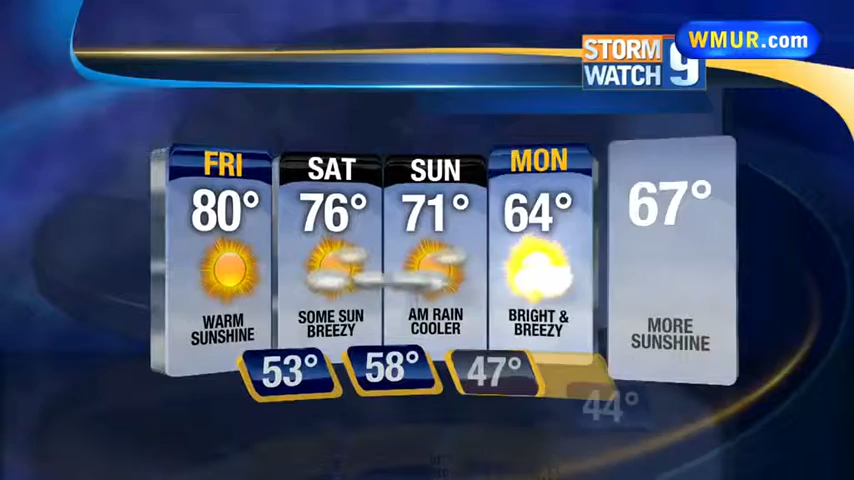 WMUR.com
STORM
WATCH 9
FRI
80°
WARM
SUNSHINE
SAT
76°
SOME SUN
BREEZY
SUN
71°
AM RAIN
COOLER
MON
64°
BRIGHT &
BREEZY
67°
MORE
SUNSHINE
53°
58°
47°
44°